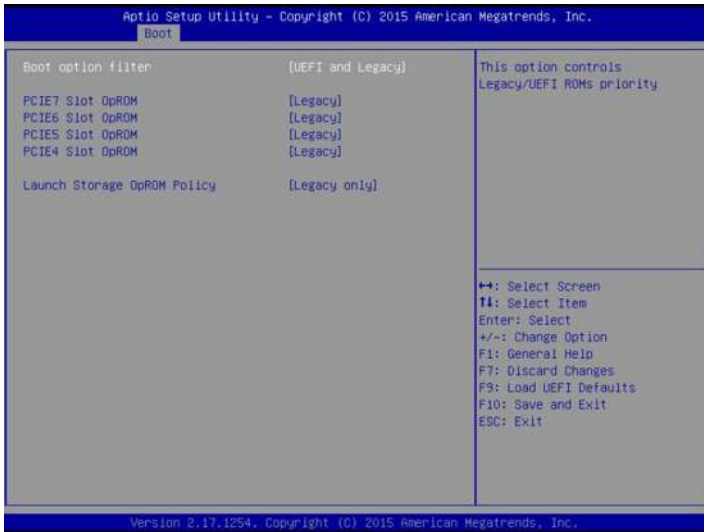 Aptio Setup Utility - Copyright (C) 2015 American Megatrends, Inc.
Boot
Boot option filter [UEFI and Legacy]
PCIE7 Slot OpROM [Legacy]
PCIE6 Slot OpROM [Legacy]
PCIE5 Slot OpROM [Legacy]
PCIE4 Slot OpROM [Legacy]
Launch Storage OpROM Policy [Legacy only]
This option controls
Legacy/UEFI ROMs priority
↔: Select Screen
↑↓: Select Item
Enter: Select
+/-: Change Option
F1: General Help
F7: Discard Changes
F9: Load UEFI Defaults
F10: Save and Exit
ESC: Exit
Version 2.17.1254. Copyright (C) 2015 American Megatrends, Inc.